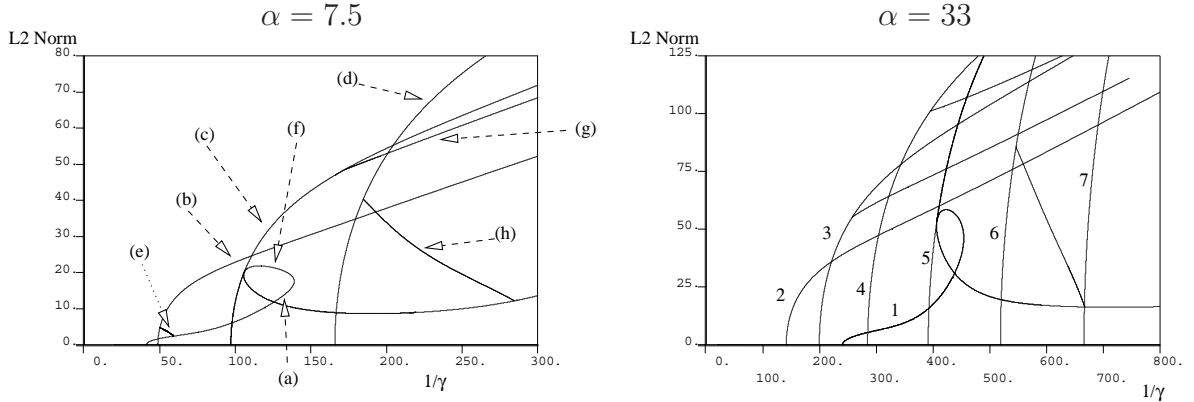 α = 7.5
L2 Norm
80.
70.
60.
50.
40.
30.
20.
10.
0.
0.
50.
100.
150.
200.
250.
300.
1/γ
(a)
(b)
(c)
(d)
(e)
(f)
(g)
(h)
α = 33
L2 Norm
125.
100.
75.
50.
25.
0.
0.
100.
200.
300.
400.
500.
600.
700.
800.
1/γ
1
2
3
4
5
6
7